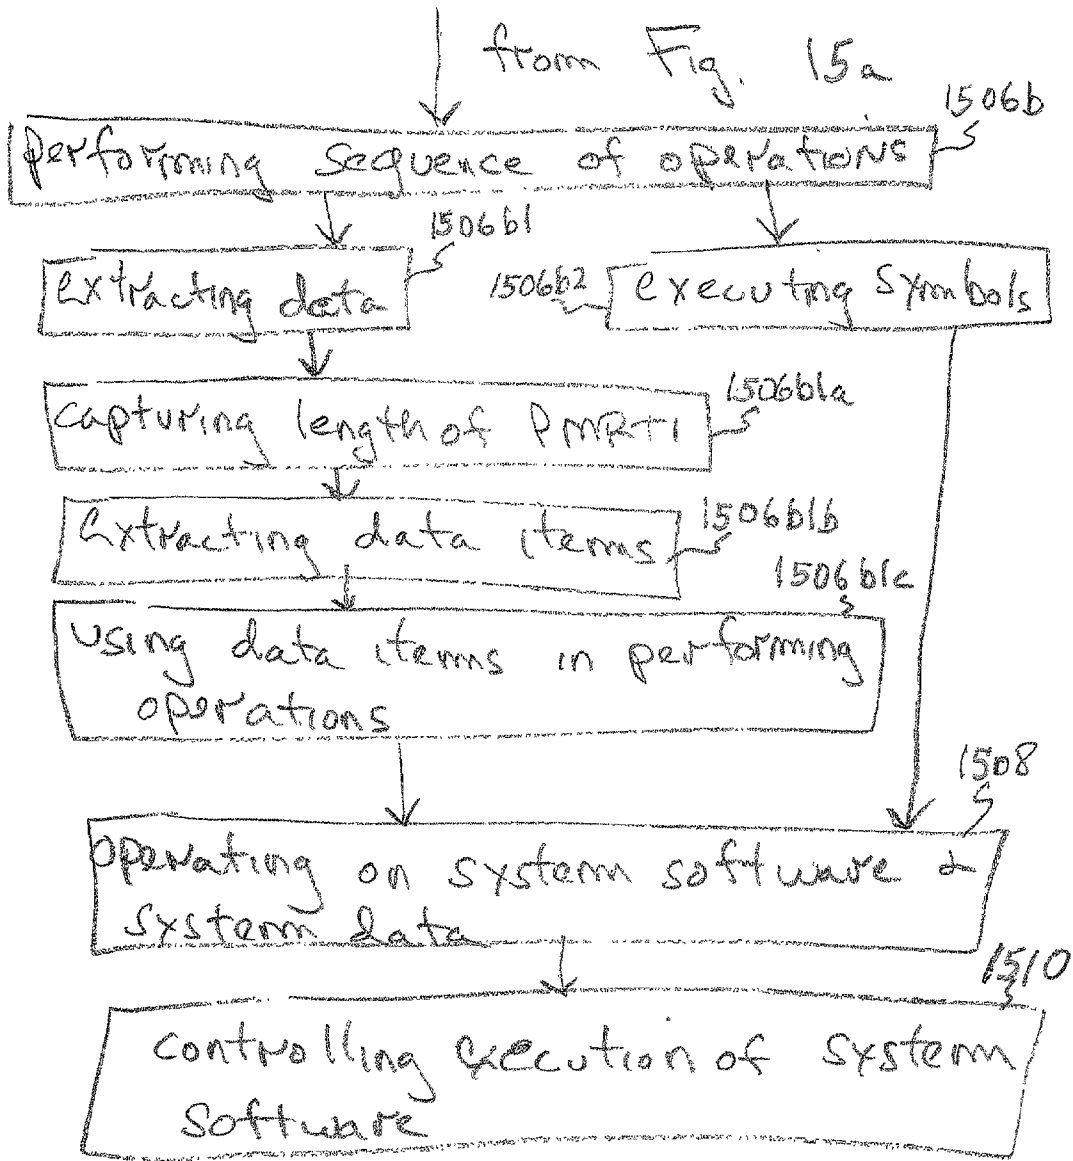 from Fig. 15a
1506b
performing sequence of operations
1506b1
extracting data
1506b2
executing symbols
1506b1a
capturing length of PMRTI
1506b1b
extracting data items
1506b1c
using data items in performing
operations
1508
operating on system software &
system data
1510
controlling execution of system
software